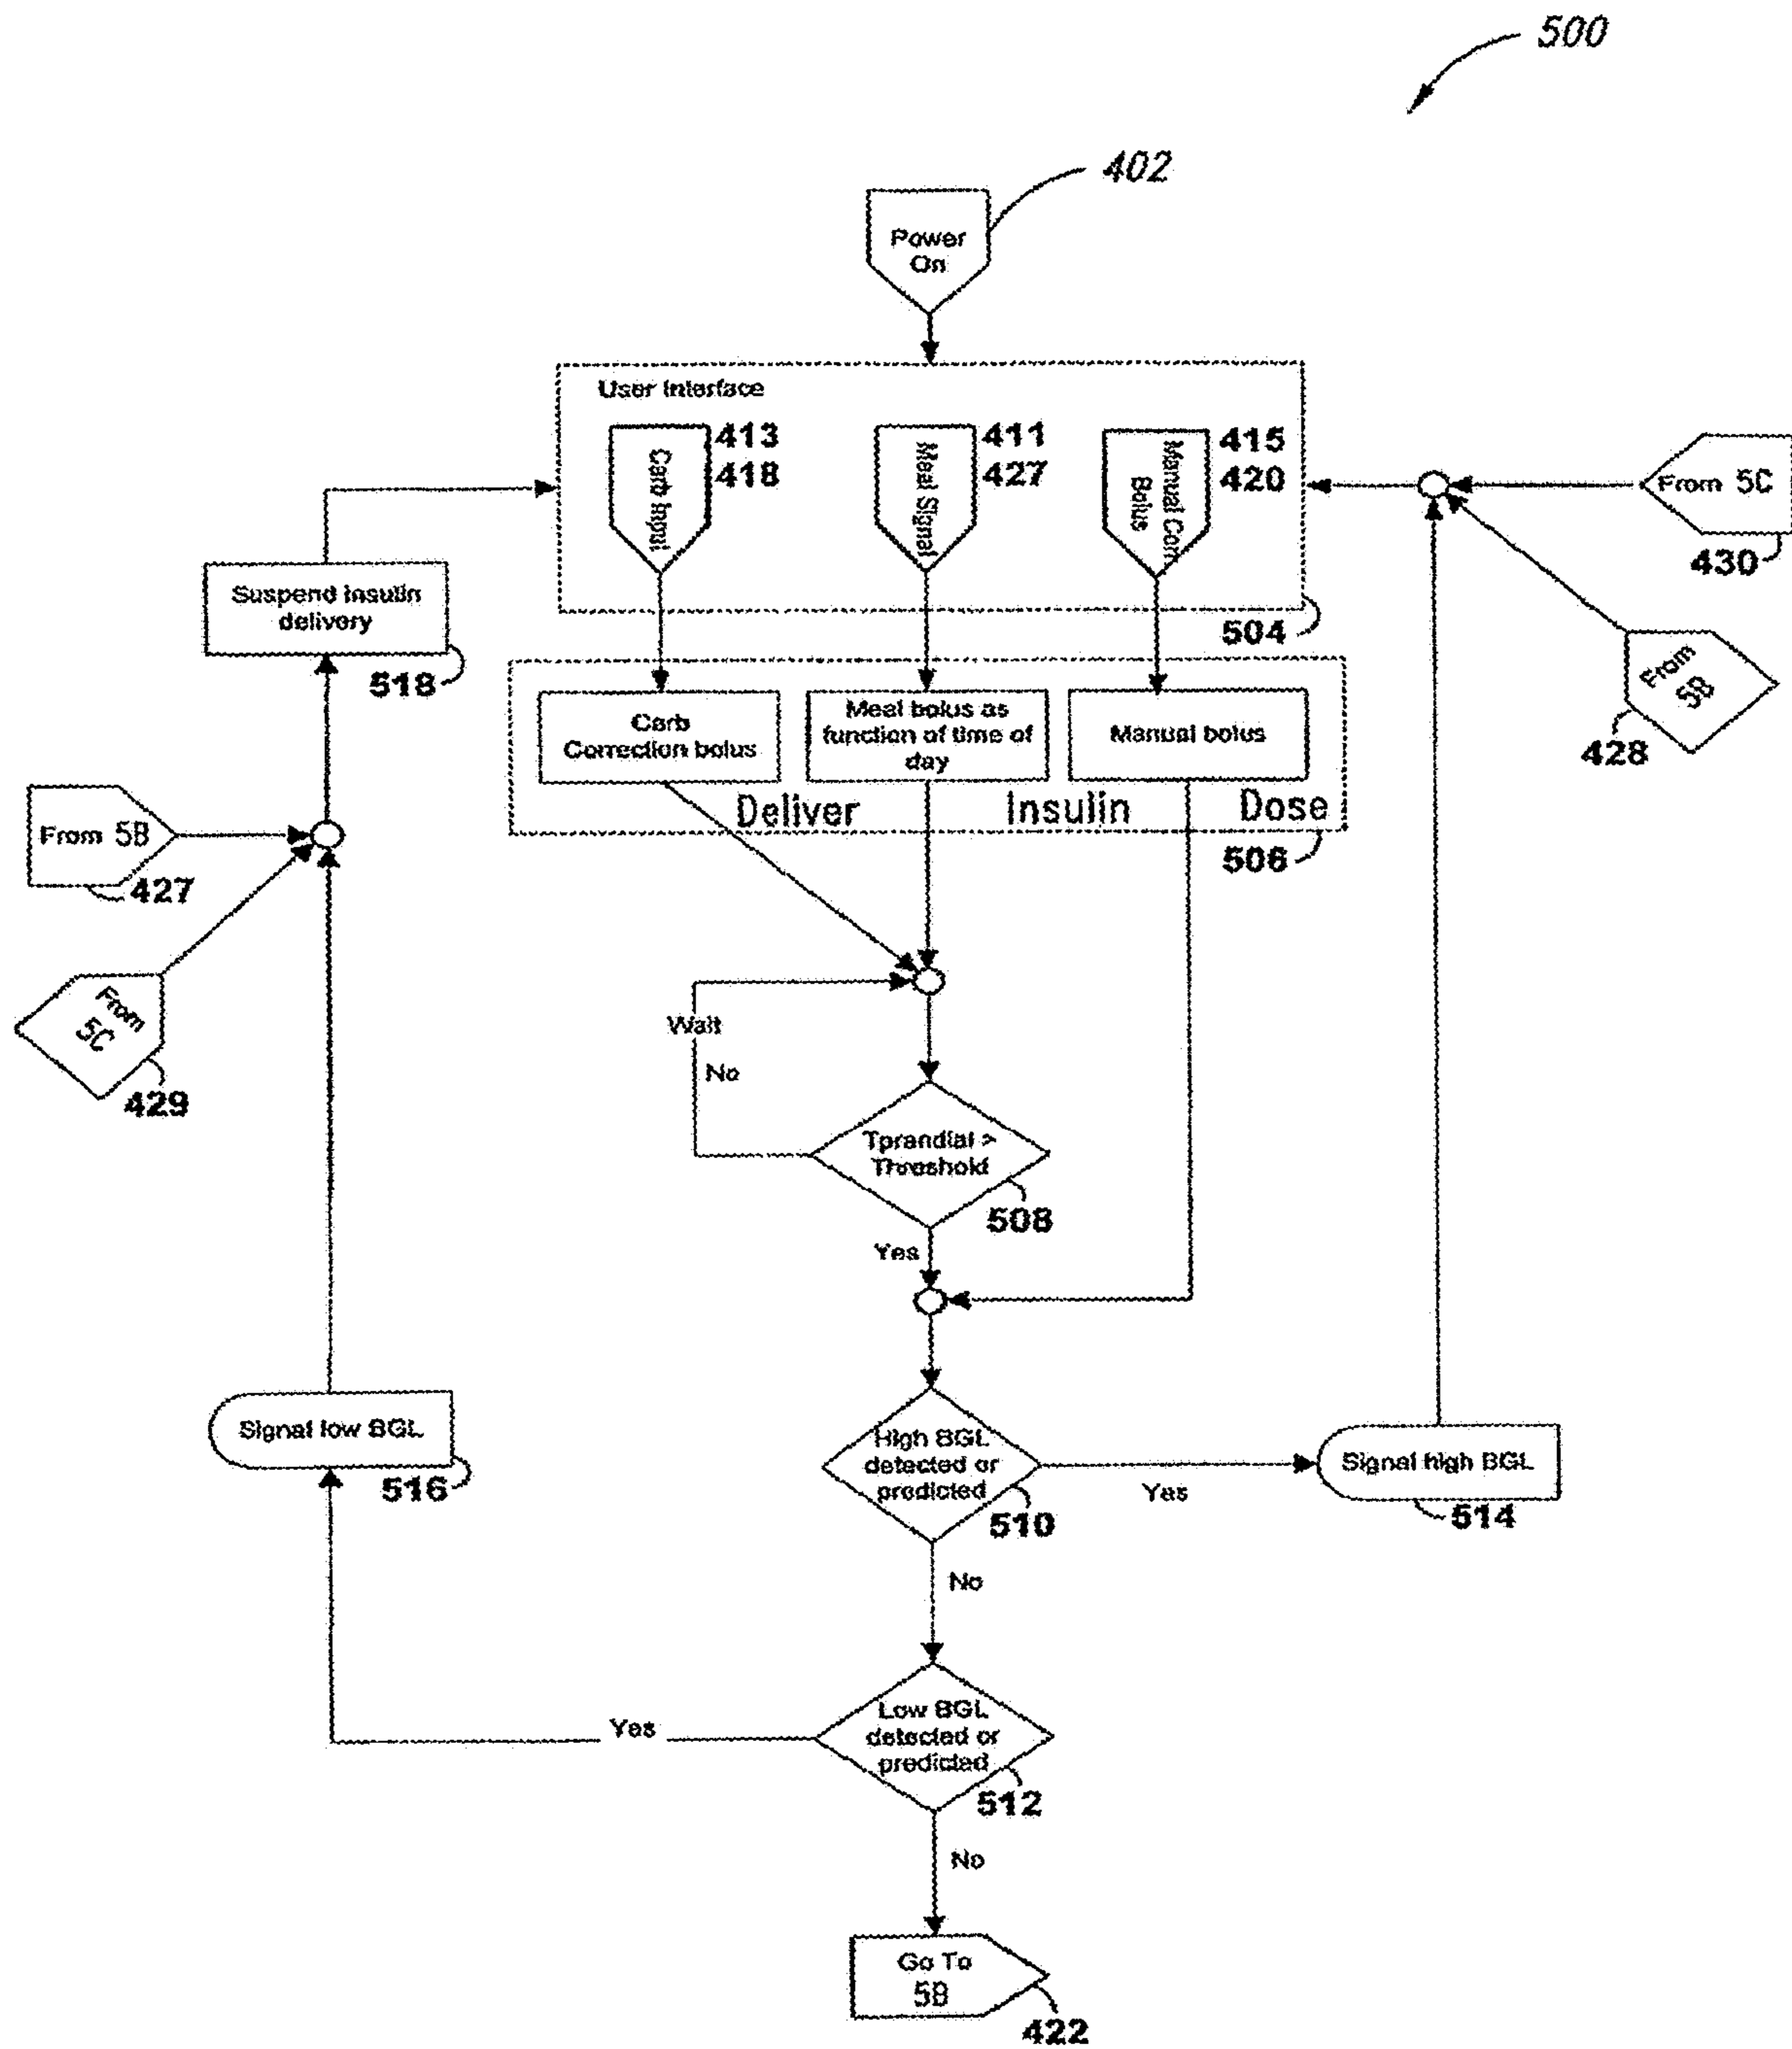 500
402
Power
On
User Interface
413
418
Carb Input
411
427
Meal Signal
415
420
Manual Corr
Bolus
From 5C
430
504
From
5B
428
Suspend insulin
delivery
518
Carb
Correction bolus
Meal bolus as
function of time of
day
Manual bolus
Deliver Insulin Dose
506
From 5B
427
From
5C
429
Wait
No
Tprandial >
Threshold
508
Yes
Signal low BGL
516
High BGL
detected or
predicted
510
Yes
Signal high BGL
514
No
Yes
Low BGL
detected or
predicted
512
No
Go To
5B
422